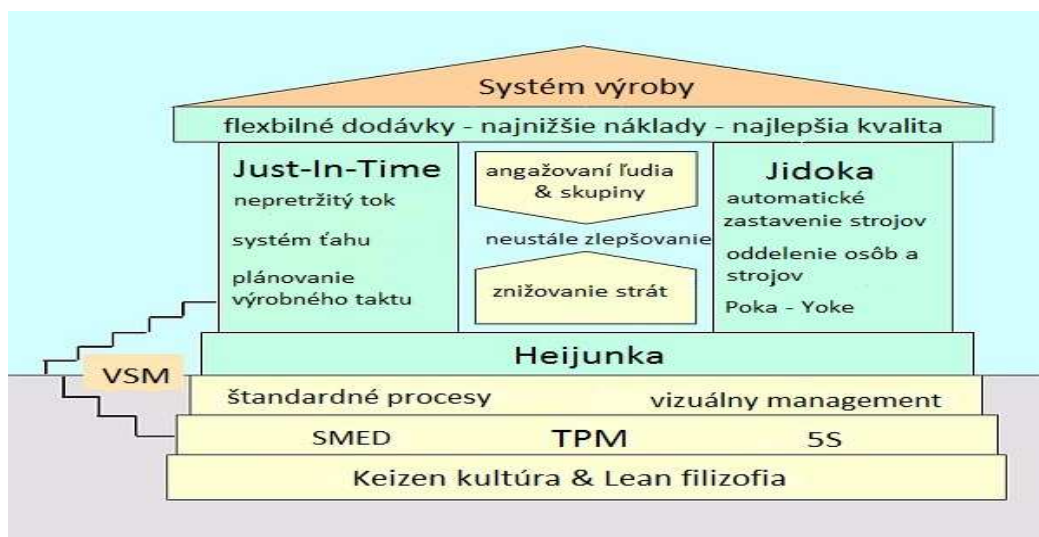 Systém výroby
flexbilné dodávky - najnižšie náklady - najlepšia kvalita
Just-In-Time
nepretržitý tok
systém ťahu
plánovanie
výrobného taktu
angažovaní ľudia
& skupiny
neustále zlepšovanie
znižovanie strát
Jidoka
automatické
zastavenie strojov
oddelenie osôb a
strojov
Poka - Yoke
Heijunka
VSM
štandardné procesy
vizuálny management
SMED
TPM
5S
Keizen kultúra & Lean filizofia